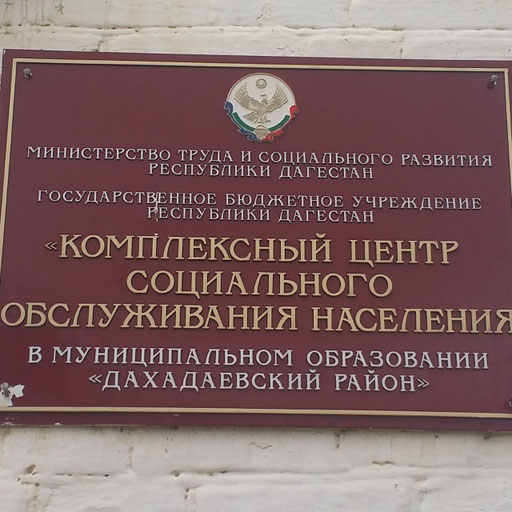 МИНИСТЕРСТВО ТРУДА И СОЦИАЛЬНОГО РАЗВИТИЯ
РЕСПУБЛИКИ ДАГЕСТАН
ГОСУДАРСТВЕННОЕ БЮДЖЕТНОЕ УЧРЕЖДЕНИЕ
РЕСПУБЛИКИ ДАГЕСТАН
«КОМПЛЕКСНЫЙ ЦЕНТР
СОЦИАЛЬНОГО
ОБСЛУЖИВАНИЯ НАСЕЛЕНИЯ
В МУНИЦИПАЛЬНОМ ОБРАЗОВАНИИ
«ДАХАДАЕВСКИЙ РАЙОН»